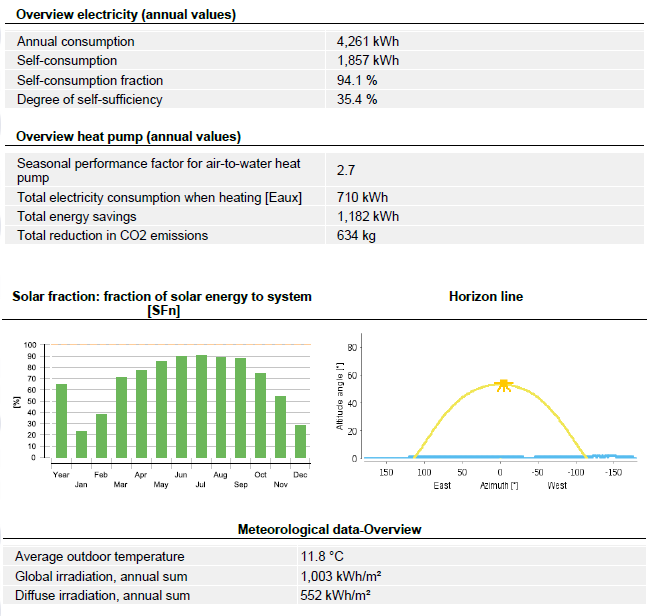 Overview electricity (annual values)
Annual consumption 4,261 kWh
Self-consumption 1,857 kWh
Self-consumption fraction 94.1 %
Degree of self-sufficiency 35.4 %
Overview heat pump (annual values)
Seasonal performance factor for air-to-water heat
pump 2.7
Total electricity consumption when heating [Eaux] 710 kWh
Total energy savings 1,182 kWh
Total reduction in CO2 emissions 634 kg
Solar fraction: fraction of solar energy to system
[SFn]
100
90
80
70
60
50
40
30
20
10
0
[%]
Year Feb Apr Jun Aug Oct Dec
Jan Mar May Jul Sep Nov
Horizon line
80
60
40
20
0
Altitude angle [°]
150 100 50 0 -50 -100 -150
East Azimuth [°] West
Meteorological data-Overview
Average outdoor temperature 11.8 °C
Global irradiation, annual sum 1,003 kWh/m²
Diffuse irradiation, annual sum 552 kWh/m²